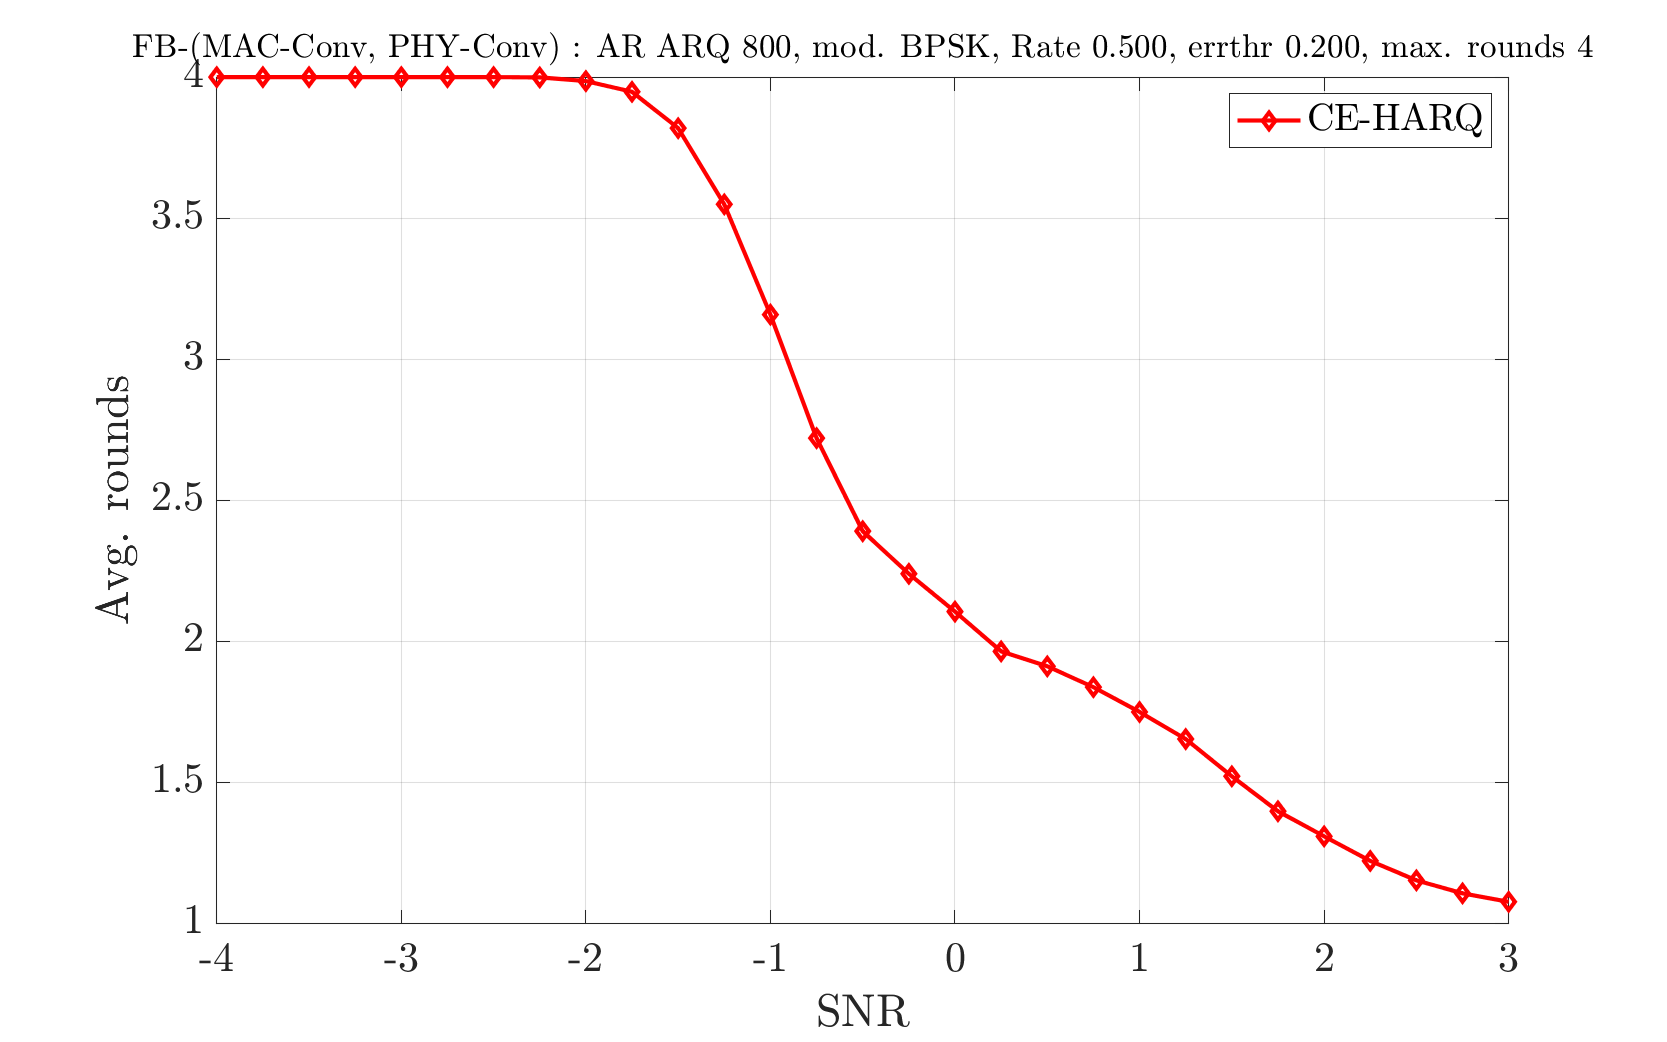 FB-(MAC-Conv, PHY-Conv) : AR ARQ 800, mod. BPSK, Rate 0.500, errthr 0.200, max. rounds 4
CE-HARQ
4
3.5
3
2.5
2
1.5
1
Avg. rounds
-4 -3 -2 -1 0 1 2 3
SNR